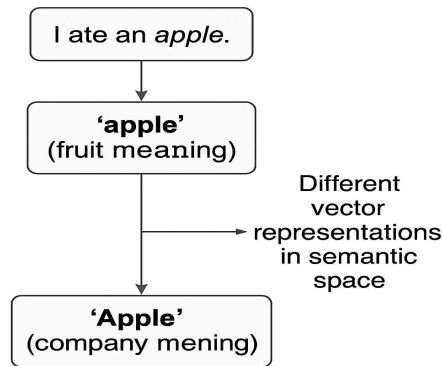 I ate an apple.
‘apple’
(fruit meaning)
Different
vector
representations
in semantic
space
‘Apple’
(company mening)